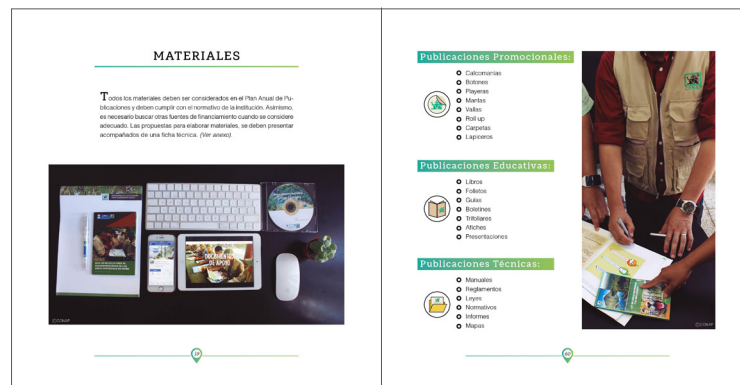 MATERIALES
Todos los materiales deben ser considerados en el Plan Anual de Pu-
blicaciones y deben cumplir con el normativo de la institución. Asimismo,
es necesario buscar otras fuentes de financiamiento cuando se considere
adecuado. Las propuestas para elaborar materiales, se deben presentar
acompañados de una ficha técnica. (Ver anexo).
DOCUMENTOS
DE APOYO
©CONAP
59
Publicaciones Promocionales:
Calcomanías
Botones
Playeras
Mantas
Vallas
Roll up
Carpetas
Lapiceros
Publicaciones Educativas:
Libros
Folletos
Guías
Boletines
Trifoliares
Afiches
Presentaciones
Publicaciones Técnicas:
Manuales
Reglamentos
Leyes
Normativos
Informes
Mapas
©CONAP
60